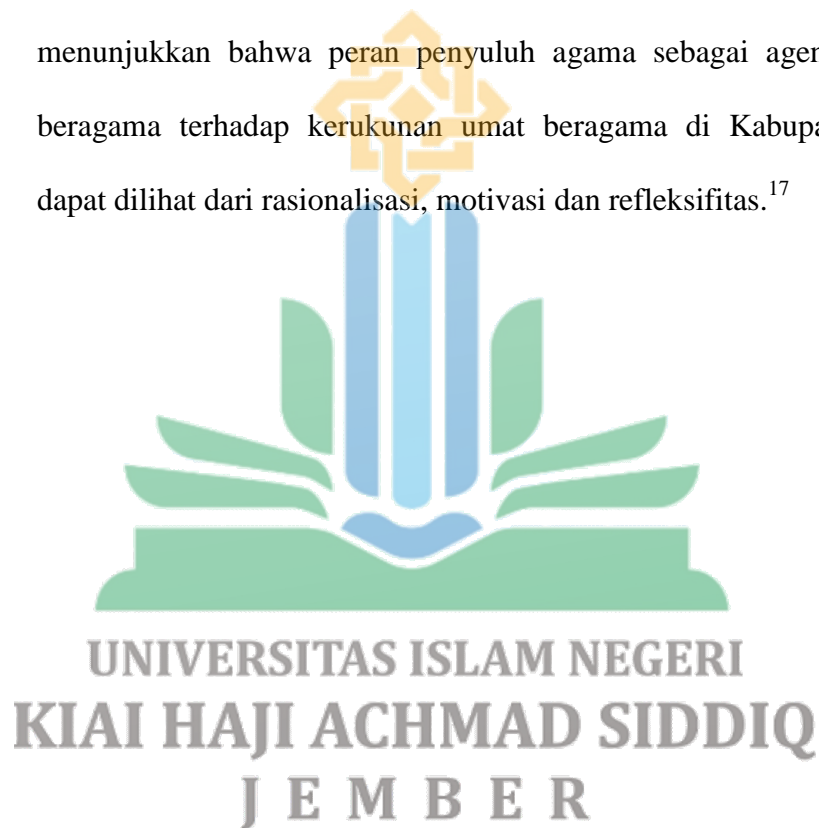 menunjukkan bahwa peran penyuluh agama sebagai agen
beragama terhadap kerukunan umat beragama di Kabupa
dapat dilihat dari rasionalisasi, motivasi dan refleksifitas.17
UNIVERSITAS ISLAM NEGERI
KIAI HAJI ACHMAD SIDDIQ
JEMBER